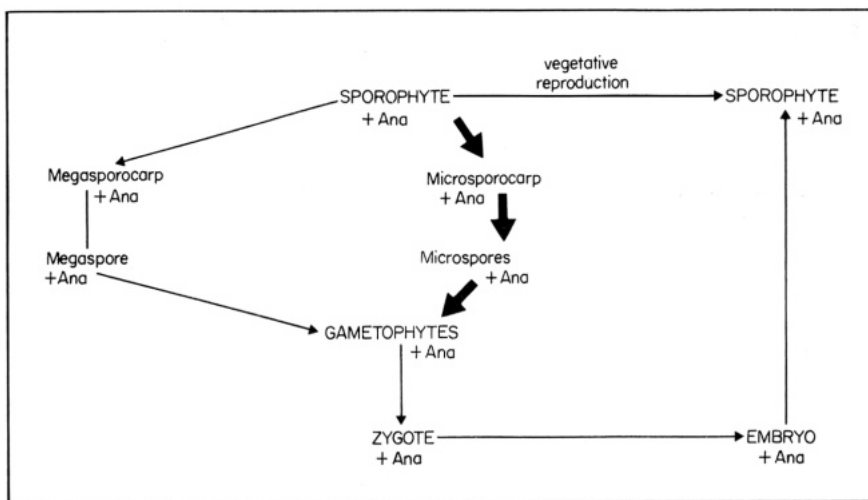 vegetative
reproduction
SPOROPHYTE
+ Ana
SPOROPHYTE
+ Ana
Megasporocarp
+ Ana
Microsporocarp
+ Ana
Megaspore
+Ana
Microspores
+ Ana
GAMETOPHYTES
+ Ana
ZYGOTE
+ Ana
EMBRYO
+ Ana